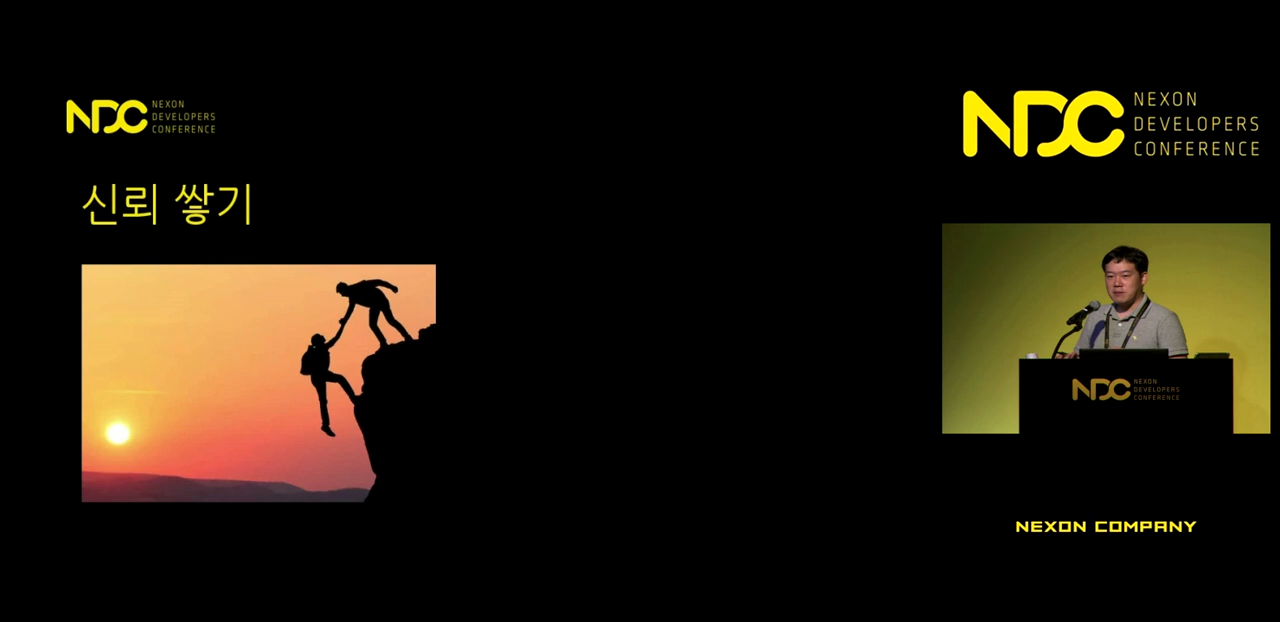 NDC NEXON
DEVELOPERS
CONFERENCE
신뢰 쌓기
NDC NEXON
DEVELOPERS
CONFERENCE
NDC NEXON
DEVELOPERS
CONFERENCE
NEXON COMPANY